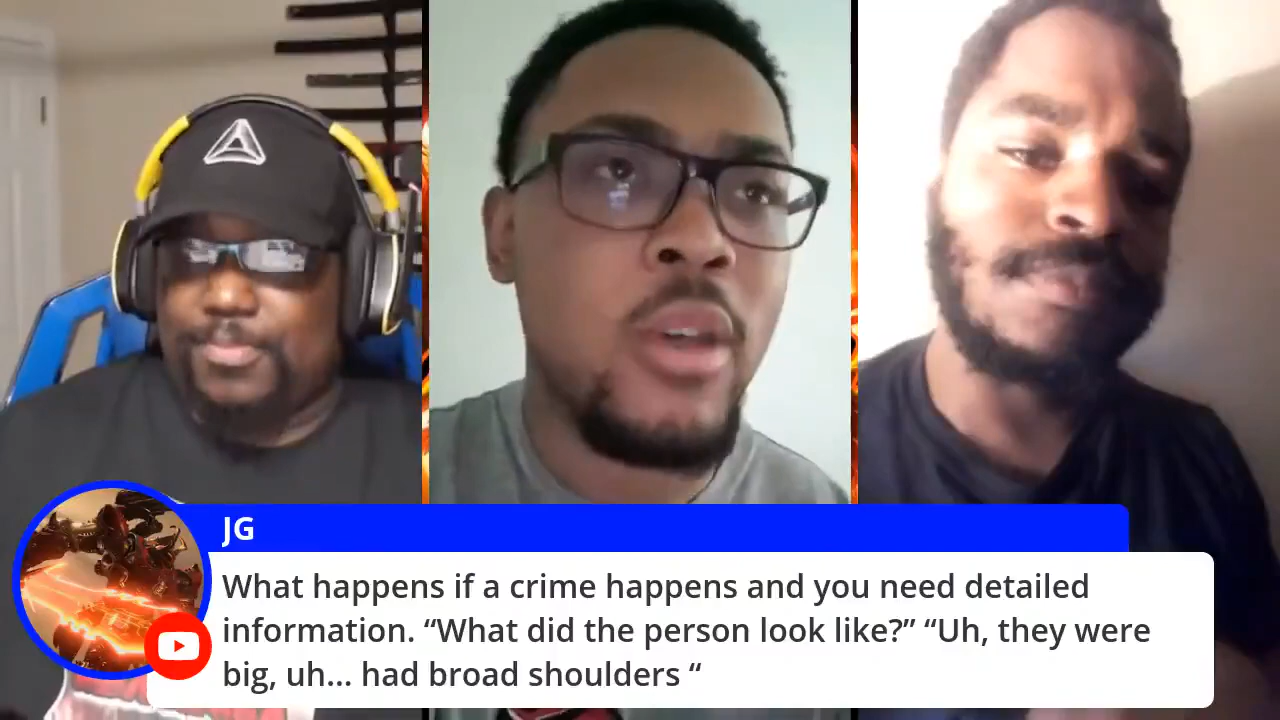 JG
What happens if a crime happens and you need detailed
information. “What did the person look like?” “Uh, they were
big, uh... had broad shoulders “